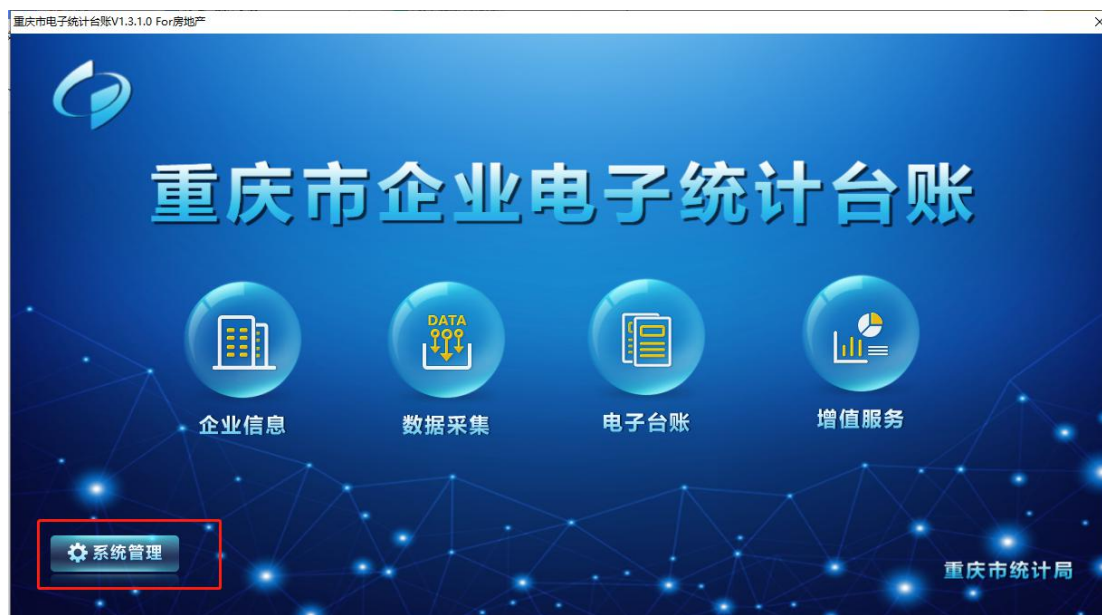 重庆市电子统计台账V1.3.1.0 For房地产
重庆市企业电子统计台账
DATA
企业信息
数据采集
电子台账
增值服务
系统管理
重庆市统计局